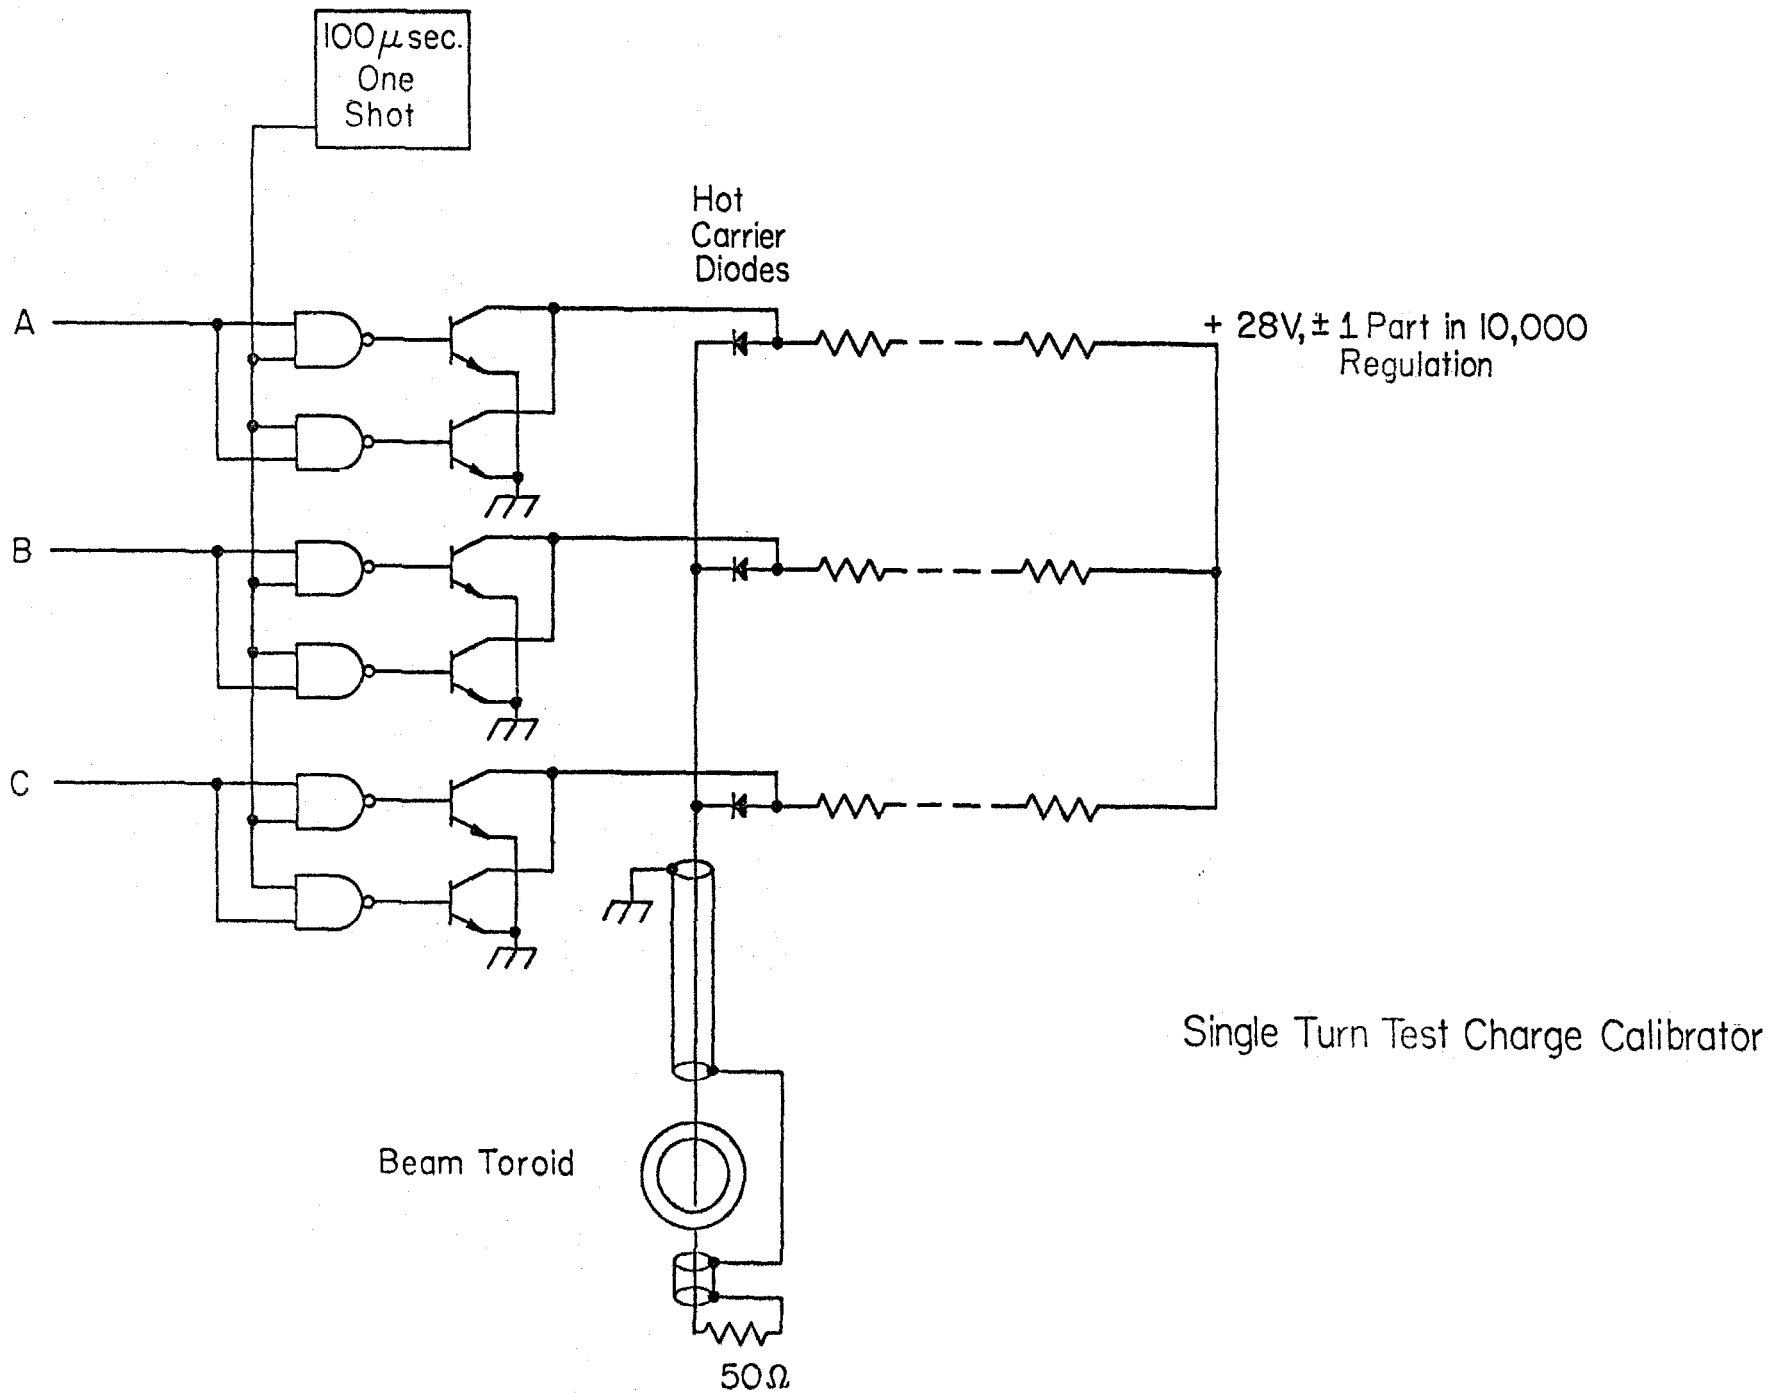 100μsec.
One
Shot
Hot
Carrier
Diodes
A
+ 28V, ± 1 Part in 10,000
Regulation
B
C
Single Turn Test Charge Calibrator
Beam Toroid
50Ω